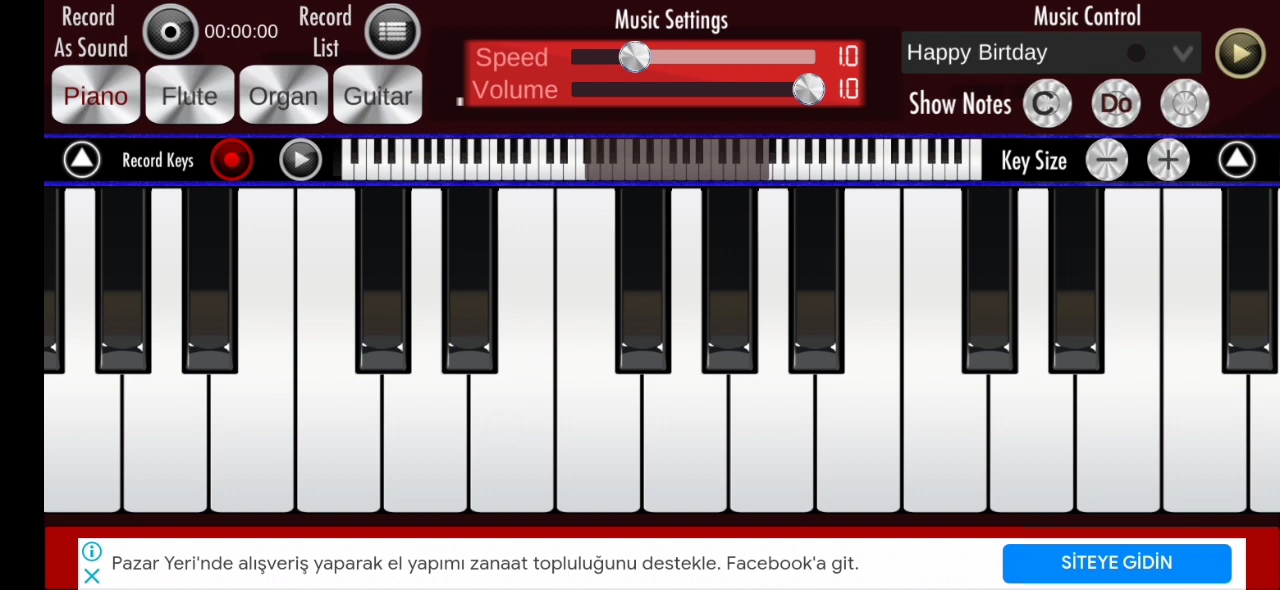 Record
As Sound
00:00:00
Record
List
Music Settings
Music Control
Speed 1.0
Volume 1.0
Happy Birtday
Piano Flute Organ Guitar
Show Notes C Do
Record Keys
Key Size
Pazar Yeri'nde alışveriş yaparak el yapımı zanaat topluluğunu destekle. Facebook'a git.
SİTEYE GİDİN